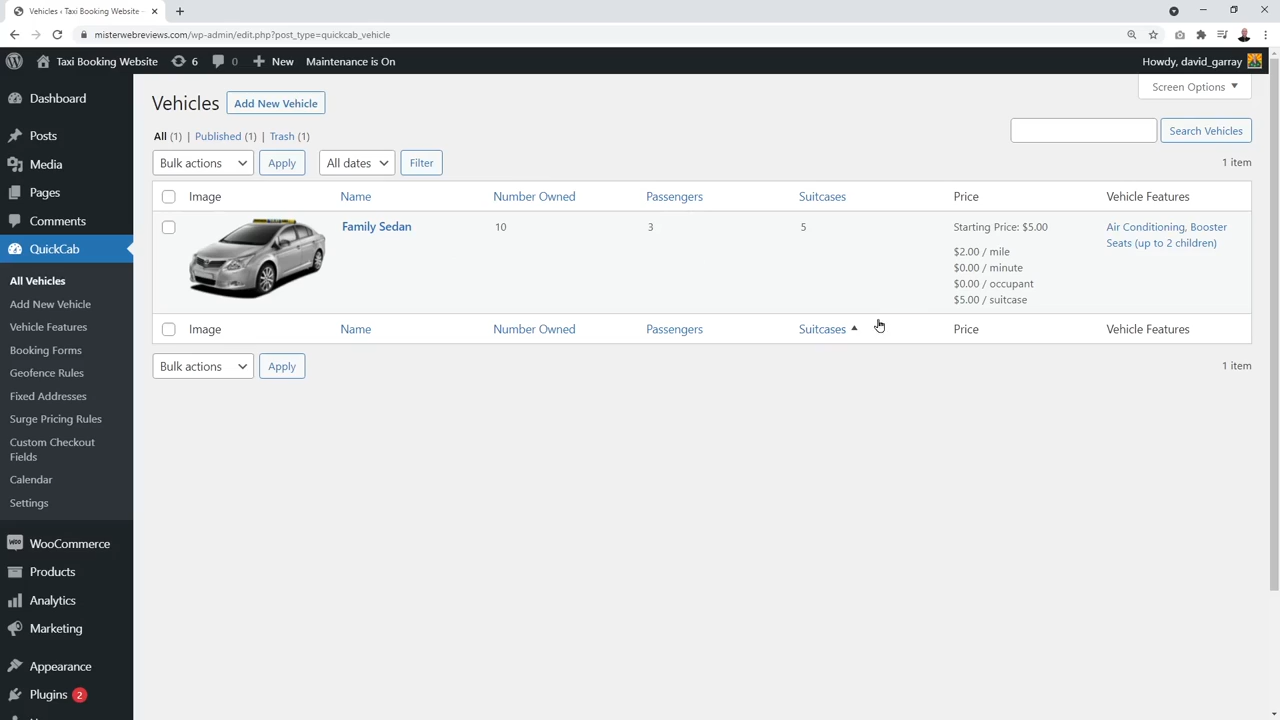 Vehicles ‹ Taxi Booking Website -
misterwebreviews.com/wp-admin/edit.php?post_type=quickcab_vehicle
Taxi Booking Website 6 0 New Maintenance is On Howdy, david_garray
Dashboard
Posts
Media
Pages
Comments
QuickCab
All Vehicles
Add New Vehicle
Vehicle Features
Booking Forms
Geofence Rules
Fixed Addresses
Surge Pricing Rules
Custom Checkout
Fields
Calendar
Settings
WooCommerce
Products
Analytics
Marketing
Appearance
Plugins 2
Screen Options
Vehicles Add New Vehicle
All (1) | Published (1) | Trash (1)
Search Vehicles
Bulk actions Apply All dates Filter 1 item
Image Name Number Owned Passengers Suitcases Price Vehicle Features
Family Sedan 10 3 5 Starting Price: $5.00 Air Conditioning, Booster
Seats (up to 2 children)
$2.00 / mile
$0.00 / minute
$0.00 / occupant
$5.00 / suitcase
Image Name Number Owned Passengers Suitcases Price Vehicle Features
Bulk actions Apply 1 item